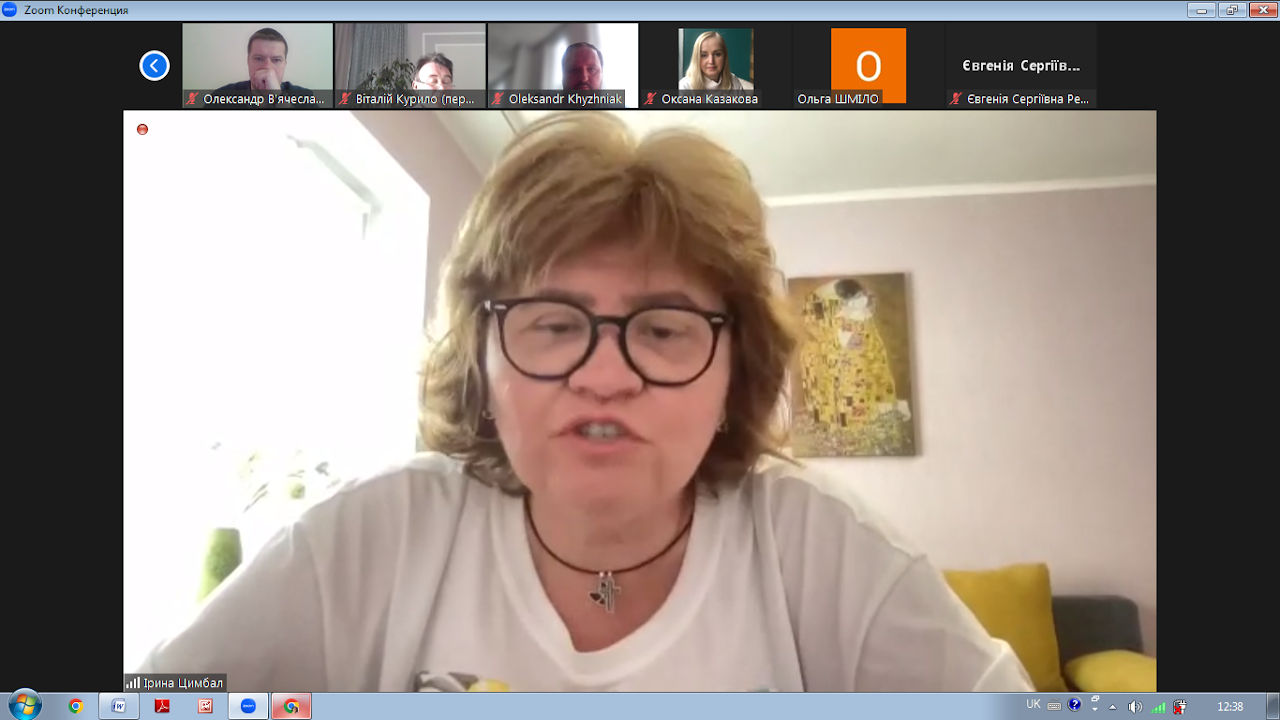 Zoom Конференция
О
Євгенія Сергіїв...
Олександр В'ячесла...
Віталій Курило (пер...
Oleksandr Khyzhniak
Оксана Казакова
Ольга ШМІЛО
Євгенія Сергіївна Ре...
Ірина Цимбал
UK
12:38